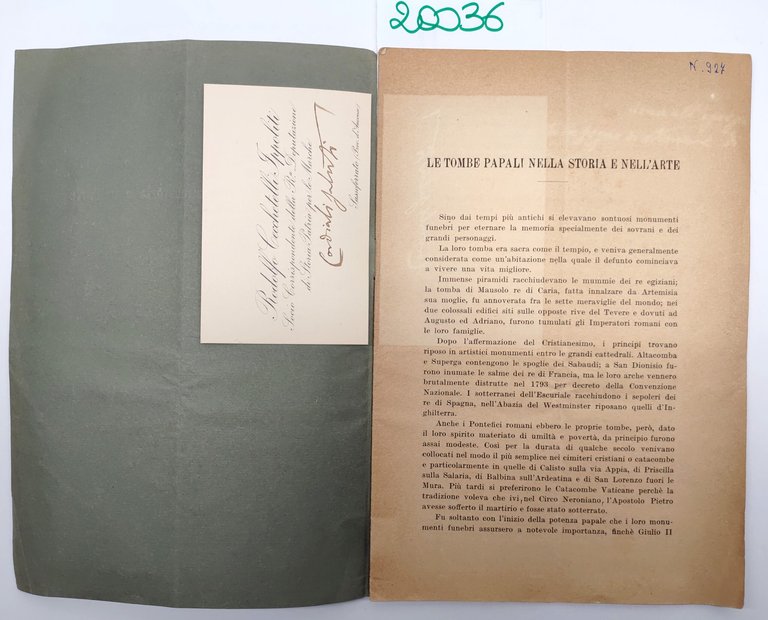 20036
N. 927
Rodolfo Cecchetelli-Ippoliti
Socio Corrispondente della Ra. Deputazione
di Storia Patria per le Marche
Cordiali saluti
Sassoferrato
LE TOMBE PAPALI NELLA STORIA E NELL'ARTE
Sino dai tempi più antichi si elevavano sontuosi monumenti
funebri per eternare la memoria specialmente dei sovrani e dei
grandi personaggi.
La loro tomba era sacra come il tempio, e veniva generalmente
considerata come un'abitazione nella quale il defunto cominciava
a vivere una vita migliore.
Immense piramidi racchiudevano le mummie dei re egiziani;
la tomba di Mausolo re di Caria, fatta innalzare da Artemisia
sua moglie, fu annoverata fra le sette meraviglie del mondo; nei
due colossali edifici siti sulle opposte rive del Tevere e dovuti ad
Augusto ed Adriano, furono tumulati gli Imperatori romani con
le loro famiglie.
Dopo l'affermazione del Cristianesimo, i principi trovano
riposo in artistici monumenti entro le grandi cattedrali. Altacomba
e Superga contengono le spoglie dei Sabaudi; a San Dionisio fu-
rono inumate le salme dei re di Francia, ma le loro arche vennero
brutalmente distrutte nel 1793 per decreto della Convenzione
Nazionale. I sotterranei dell'Escuriale racchiudono i sepolcri dei
re di Spagna, nell'Abazia del Westminster riposano quelli d'In-
ghilterra.
Anche i Pontefici romani ebbero le proprie tombe, però, dato
il loro spirito materiato di umiltà e povertà, da principio furono
assai modeste. Così per la durata di qualche secolo venivano
collocati nel modo il più semplice nei cimiteri cristiani o catacombe
e particolarmente in quelle di Calisto sulla via Appia, di Priscilla
sulla Salaria, di Balbina sull'Ardeatina e di San Lorenzo fuori le
Mura. Più tardi si preferirono le Catacombe Vaticane perchè la
tradizione voleva che ivi, nel Circo Neroniano, l'Apostolo Pietro
avesse sofferto il martirio e fosse stato sotterrato.
Fu soltanto con l'inizio della potenza papale che i loro monu-
menti funebri assursero a notevole importanza, finchè Giulio II